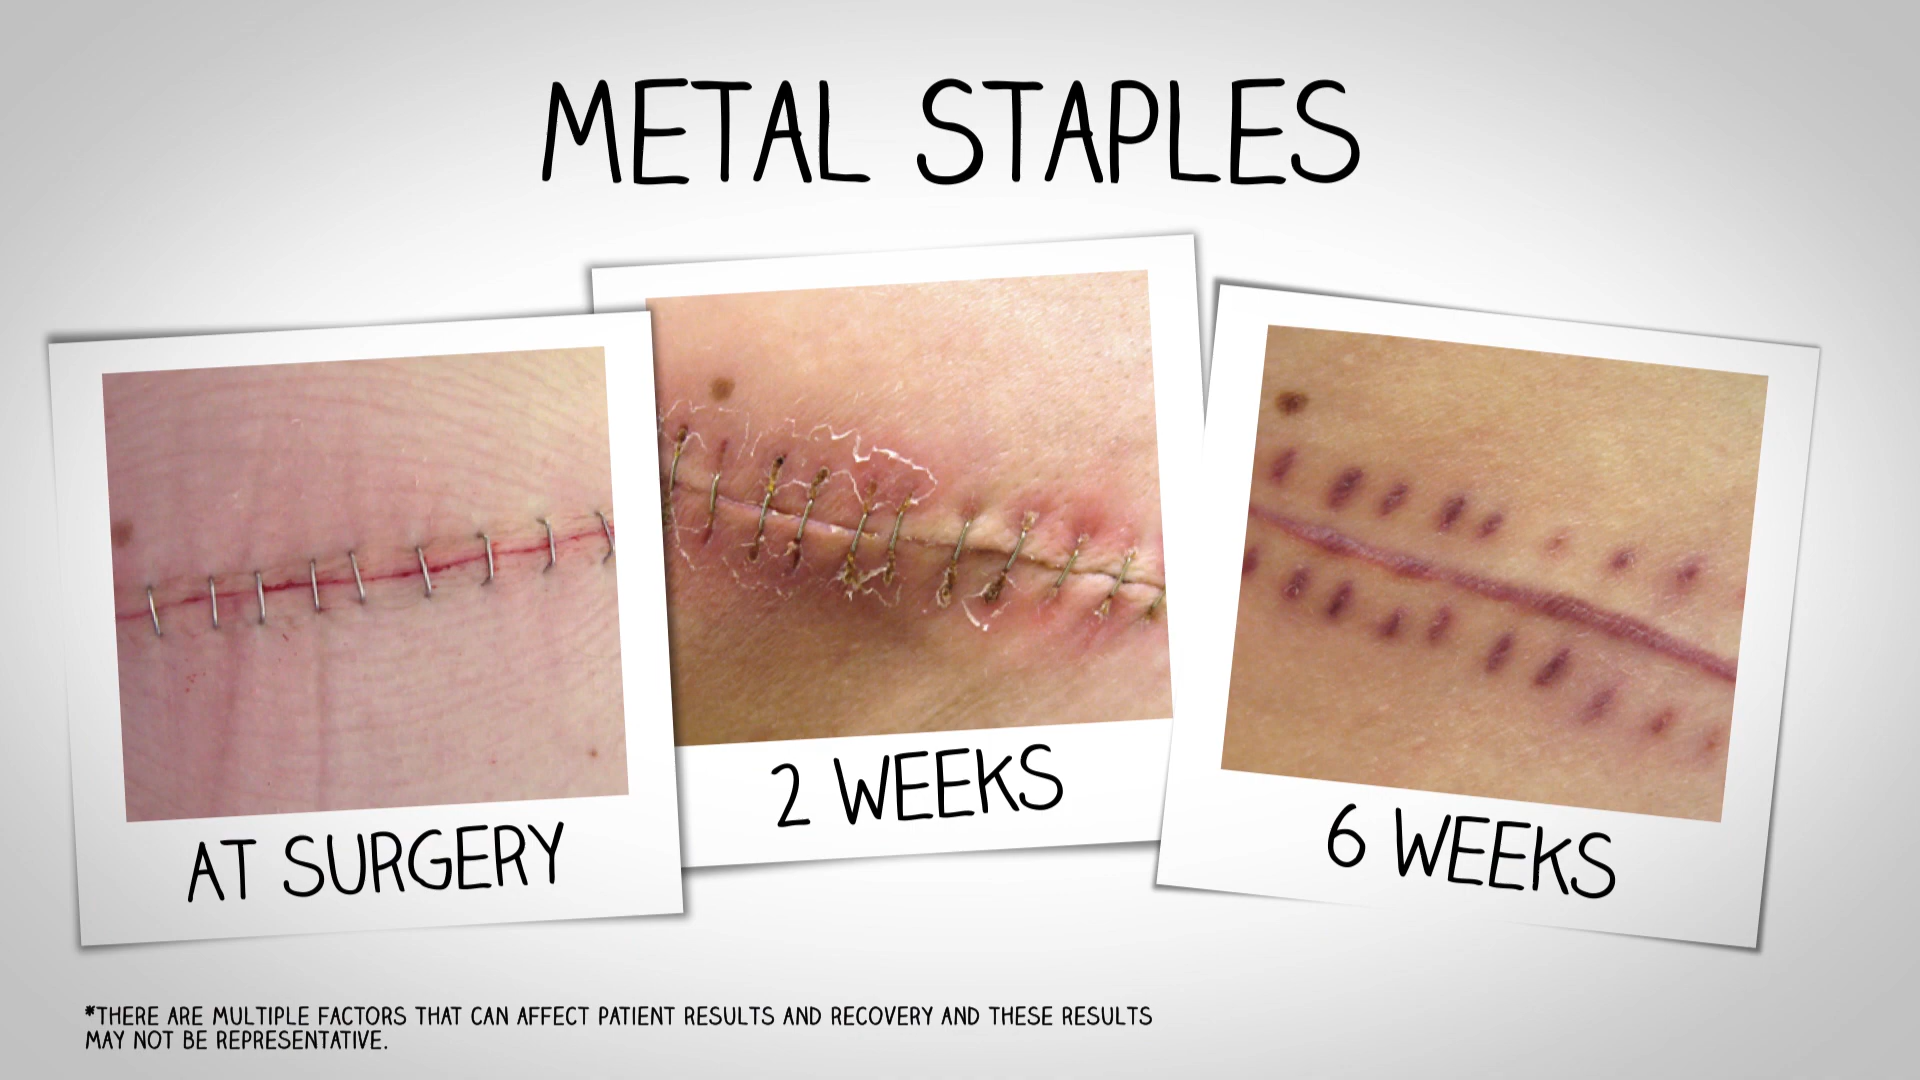 METAL STAPLES
AT SURGERY
2 WEEKS
6 WEEKS
*THERE ARE MULTIPLE FACTORS THAT CAN AFFECT PATIENT RESULTS AND RECOVERY AND THESE RESULTS
MAY NOT BE REPRESENTATIVE.